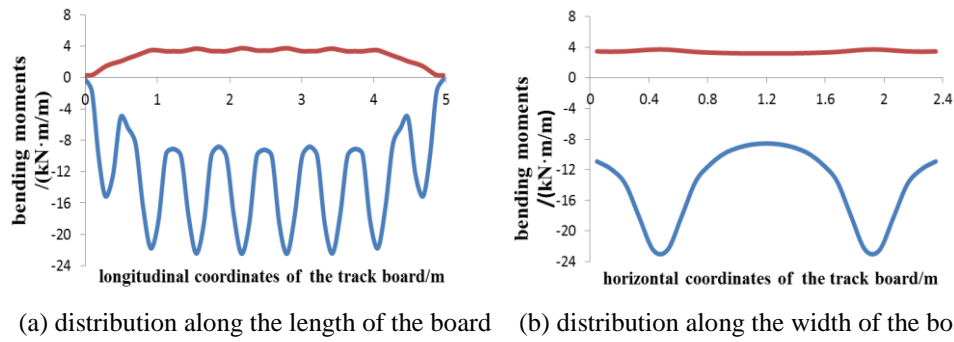 8
4
0
-4
-8
-12
-16
-20
-24
0 1 2 3 4 5
bending moments
/(kN·m/m)
longitudinal coordinates of the track board/m
8
4
0
-4
-8
-12
-16
-20
-24
0 0.4 0.8 1.2 1.6 2 2.4
bending moments
/(kN·m/m)
horizontal coordinates of the track board/m
(a) distribution along the length of the board
(b) distribution along the width of the bo